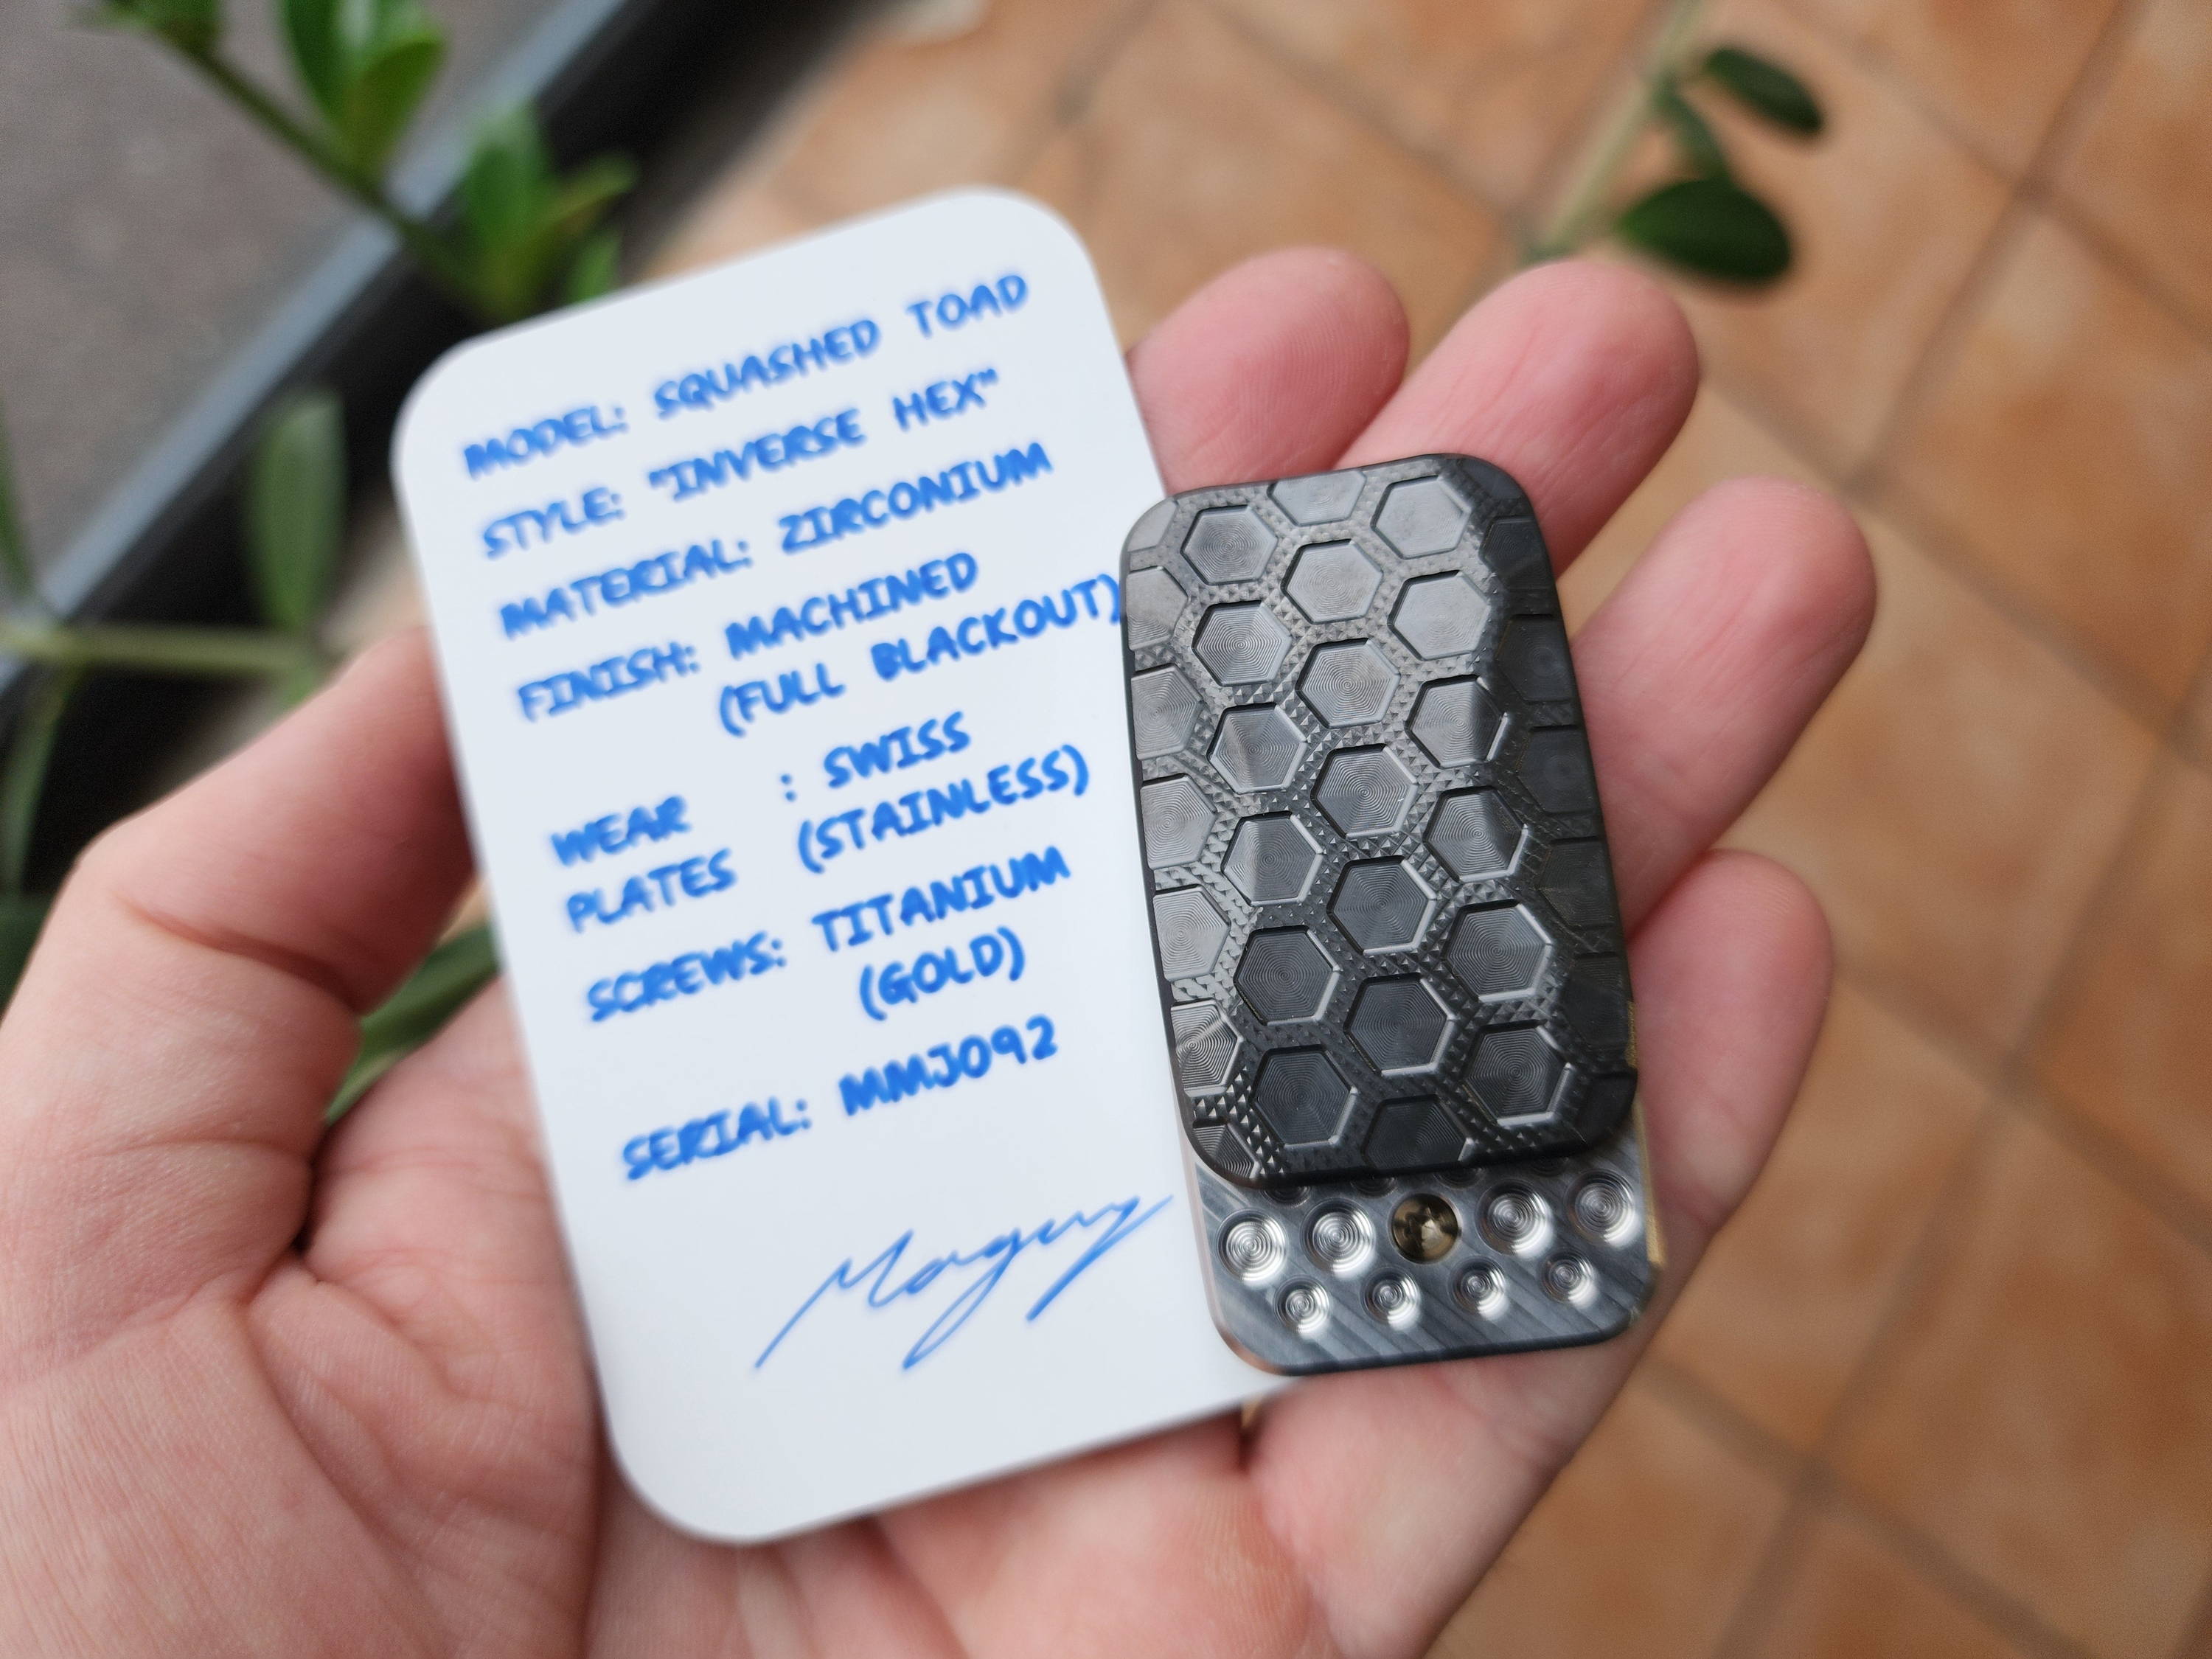 MODEL: SQUASHED TOAD
STYLE: "INVERSE HEX"
MATERIAL: ZIRCONIUM
FINISH: MACHINED
(FULL BLACKOUT)
WEAR : SWISS
PLATES (STAINLESS)
SCREWS: TITANIUM
(GOLD)
SERIAL: MMJ092
Maguy